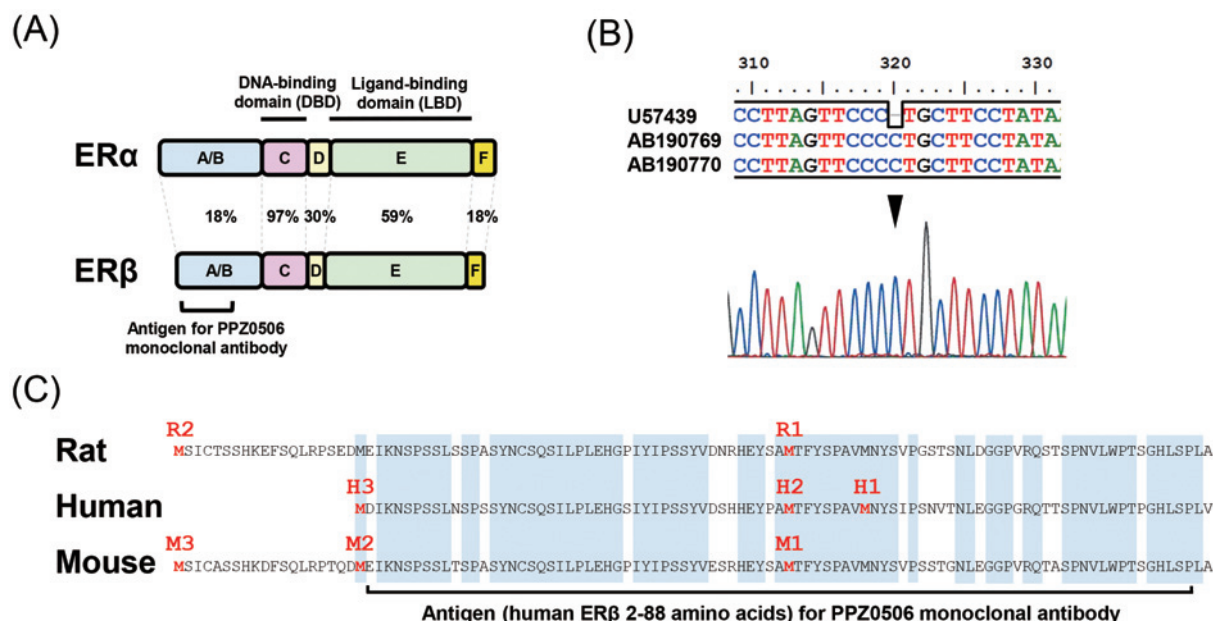 (A)
DNA-binding domain (DBD)
Ligand-binding domain (LBD)
ERα A/B C D E F
18% 97% 30% 59% 18%
ERβ A/B C D E F
Antigen for PPZ0506
monoclonal antibody
(B)
310 320 330
U57439 CCTTAGTTCCC-TGCTTCCTATA
AB190769 CCTTAGTTCCCCTGCTTCCTATA
AB190770 CCTTAGTTCCCCTGCTTCCTATA
(C)
R2 R1
Rat MSICTSSHKEFSQLRPSEDMEIKNSPSSLSSPASYNCSQSILPLEHGPIYIPSSYVDNRHEYSAMTFYSPAVMNYSVPGSTSNLDGGPVRQSTSPNVLWPTSGHLSPLA
H3 H2 H1
Human MDIKNSPSSLNSPASYNCSQSILPLEHGSIYIPSSYVDSHHEYPAMTFYSPAVMNYSIPSNVTNLEGGPGRQTTSPNVLWPTPGHLSPLV
M3 M2 M1
Mouse MSICASSHKDFSQLRPTQDMEIKNSPSSLTSPASYNCSQSILPLEHGPIYIPSSYVESRHEYSAMTFYSPAVMNYSVPSSTGNLEGGPVRQTASPNVLWPTSGHLSPLA
Antigen (human ERβ 2-88 amino acids) for PPZ0506 monoclonal antibody